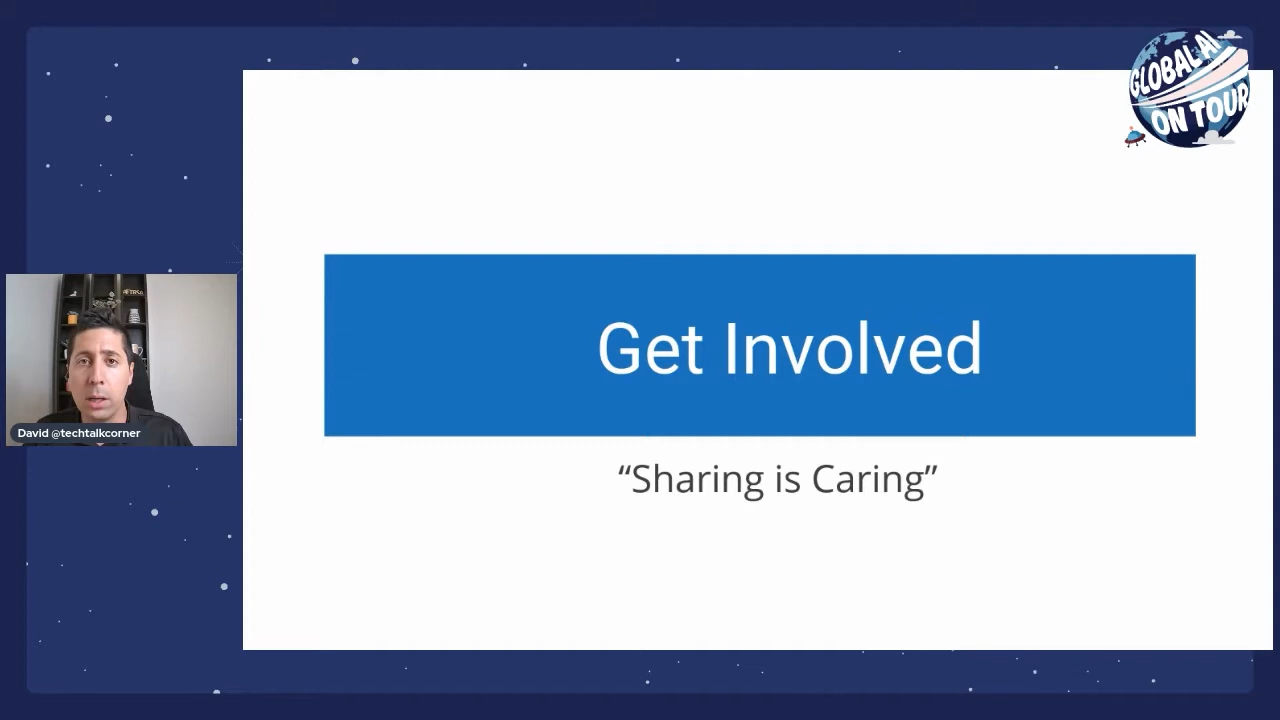 GLOBAL AI
ON TOUR
Get Involved
“Sharing is Caring”
David @techtalkcorner